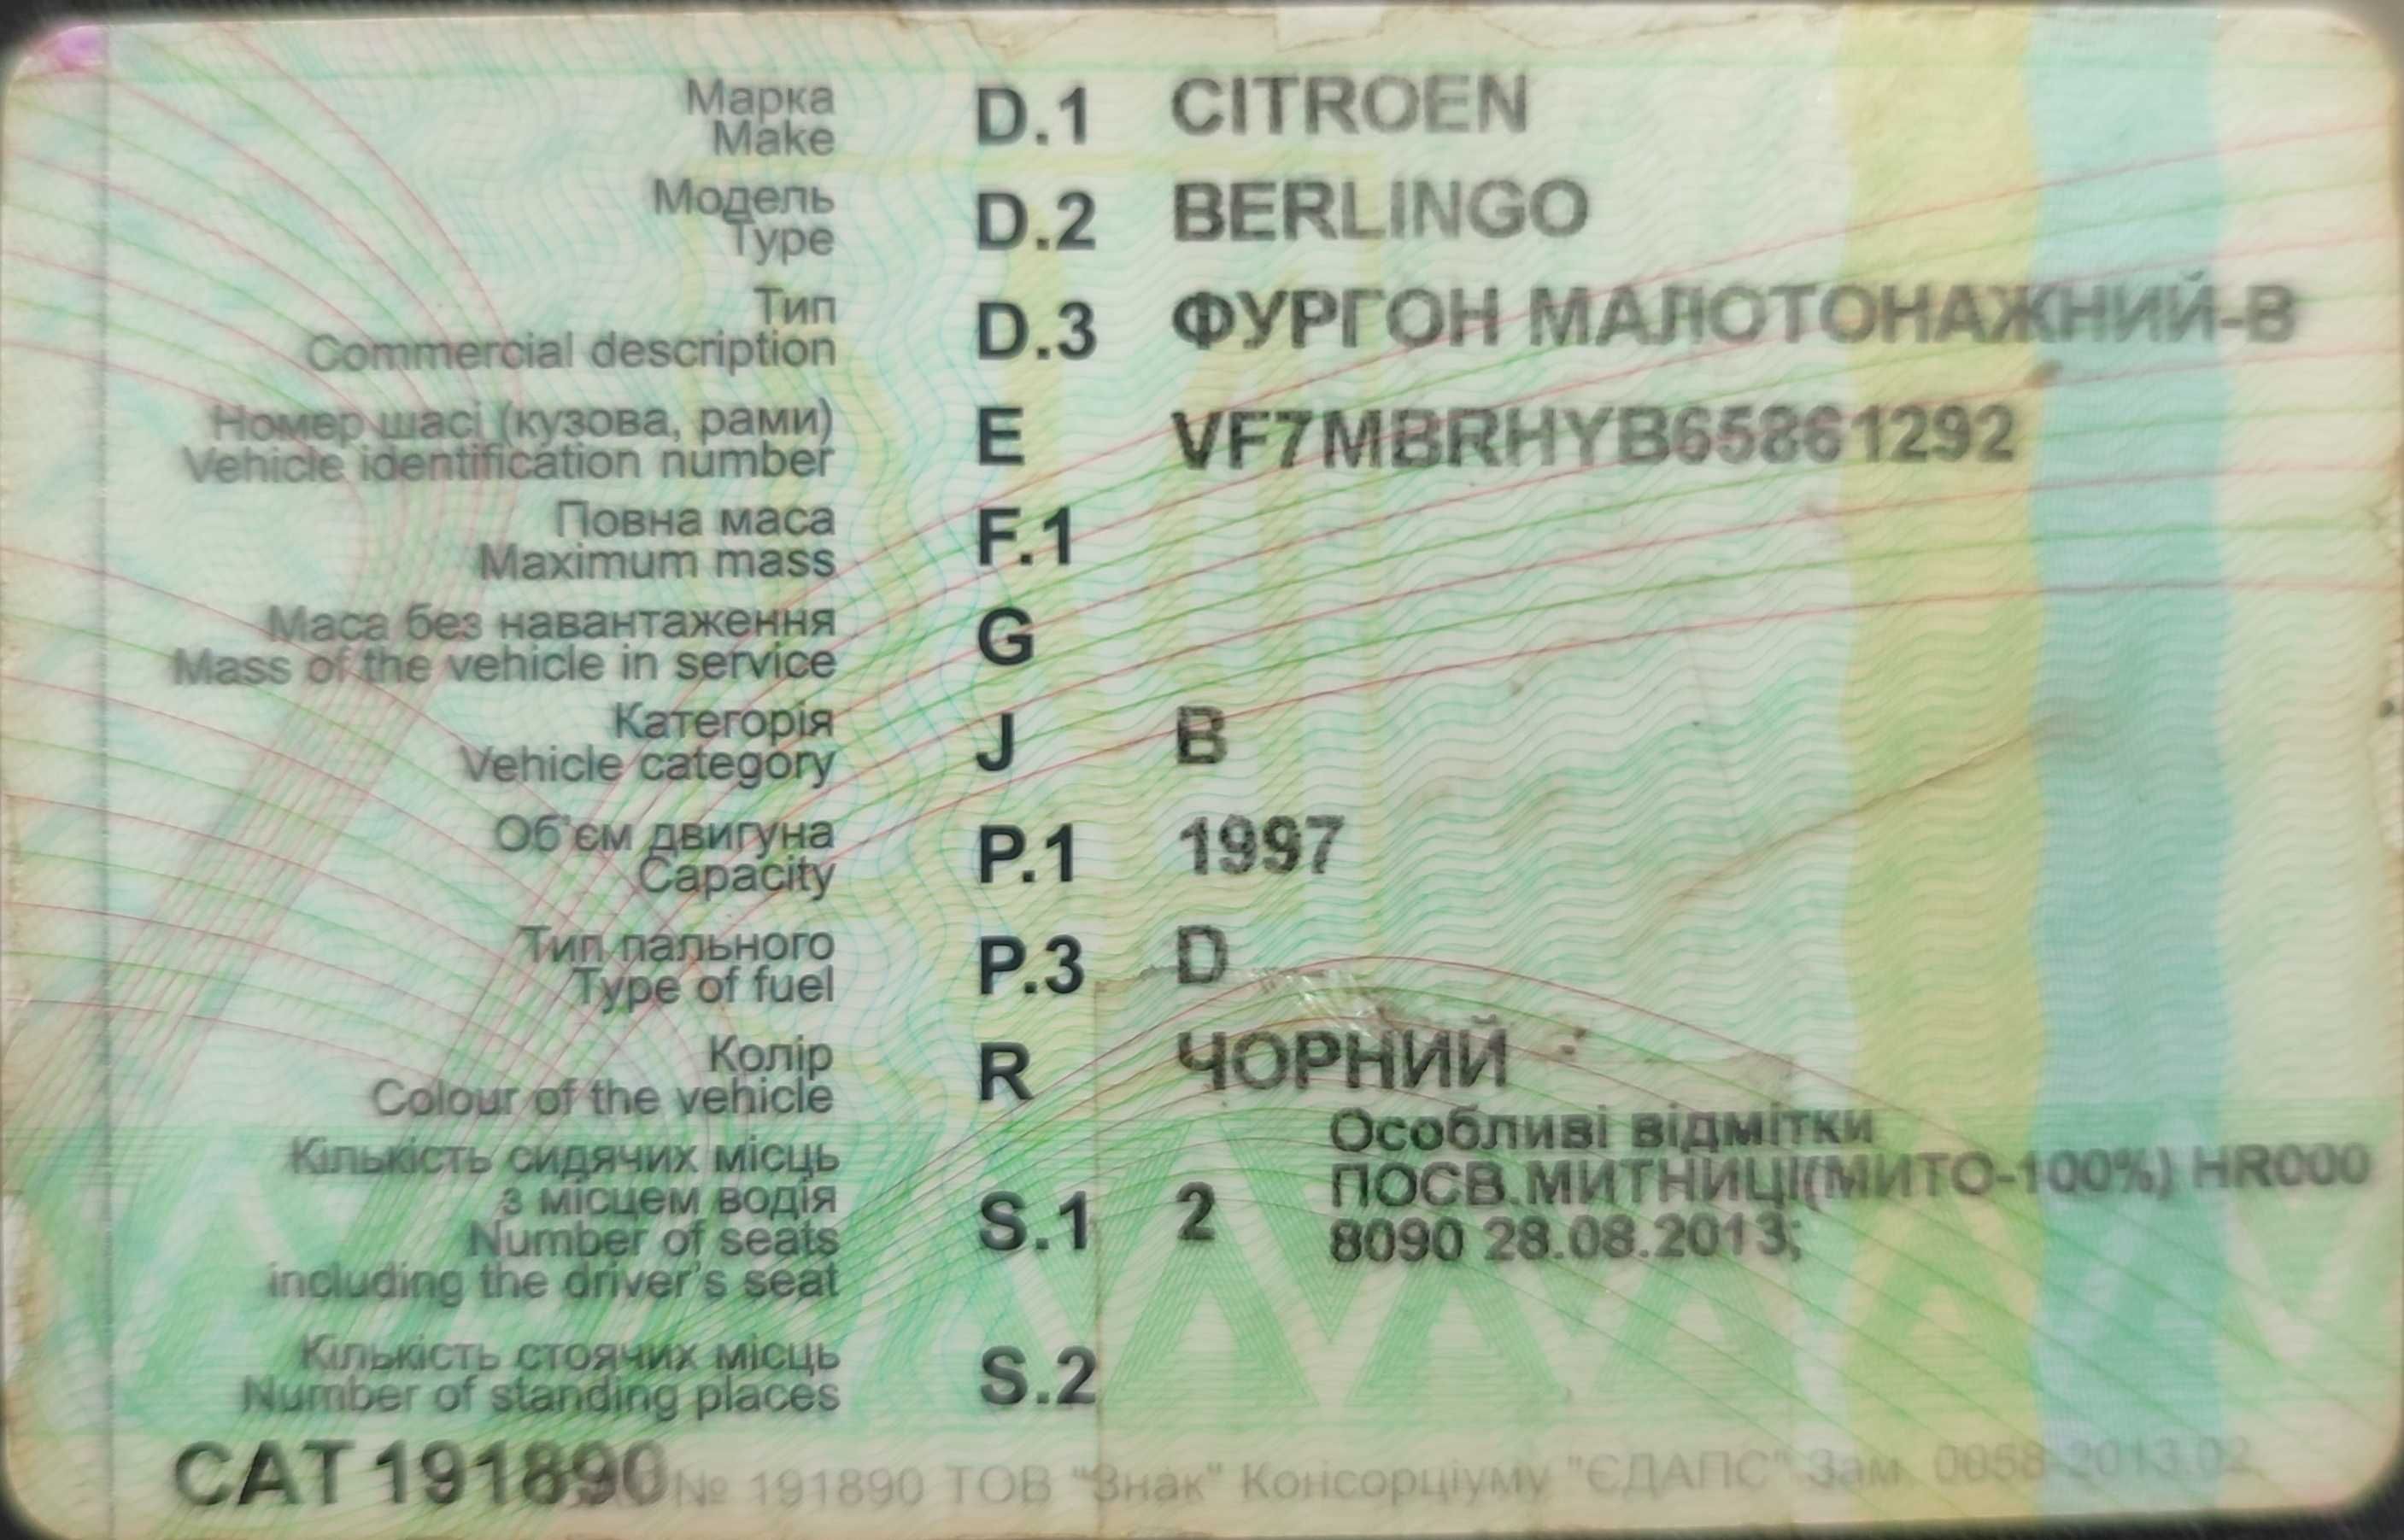 Марка
Make D.1 CITROEN
Модель
Type D.2 BERLINGO
Тип
Commercial description D.3 ФУРГОН МАЛОТОНАЖНИЙ-В
Номер шасі (кузова, рами)
Vehicle identification number E VF7MBRHYB65861292
Повна маса
Maximum mass F.1
Маса без навантаження
Mass of the vehicle in service G
Категорія
Vehicle category J B
Об'єм двигуна
Capacity P.1 1997
Тип пального
Type of fuel P.3 D
Колір
Colour of the vehicle R ЧОРНИЙ
Кількість сидячих місць
з місцем водія
Number of seats
including the driver's seat S.1 2
Особливі відмітки
ПОСВ.МИТНИЦІ(МИТО-100%) HR000
8090 28.08.2013;
Кількість стоячих місць
Number of standing places S.2
САТ 191890
№ 191890 ТОВ "Знак" Консорціуму "ЄДАПС" Зам. 0058-2013.02